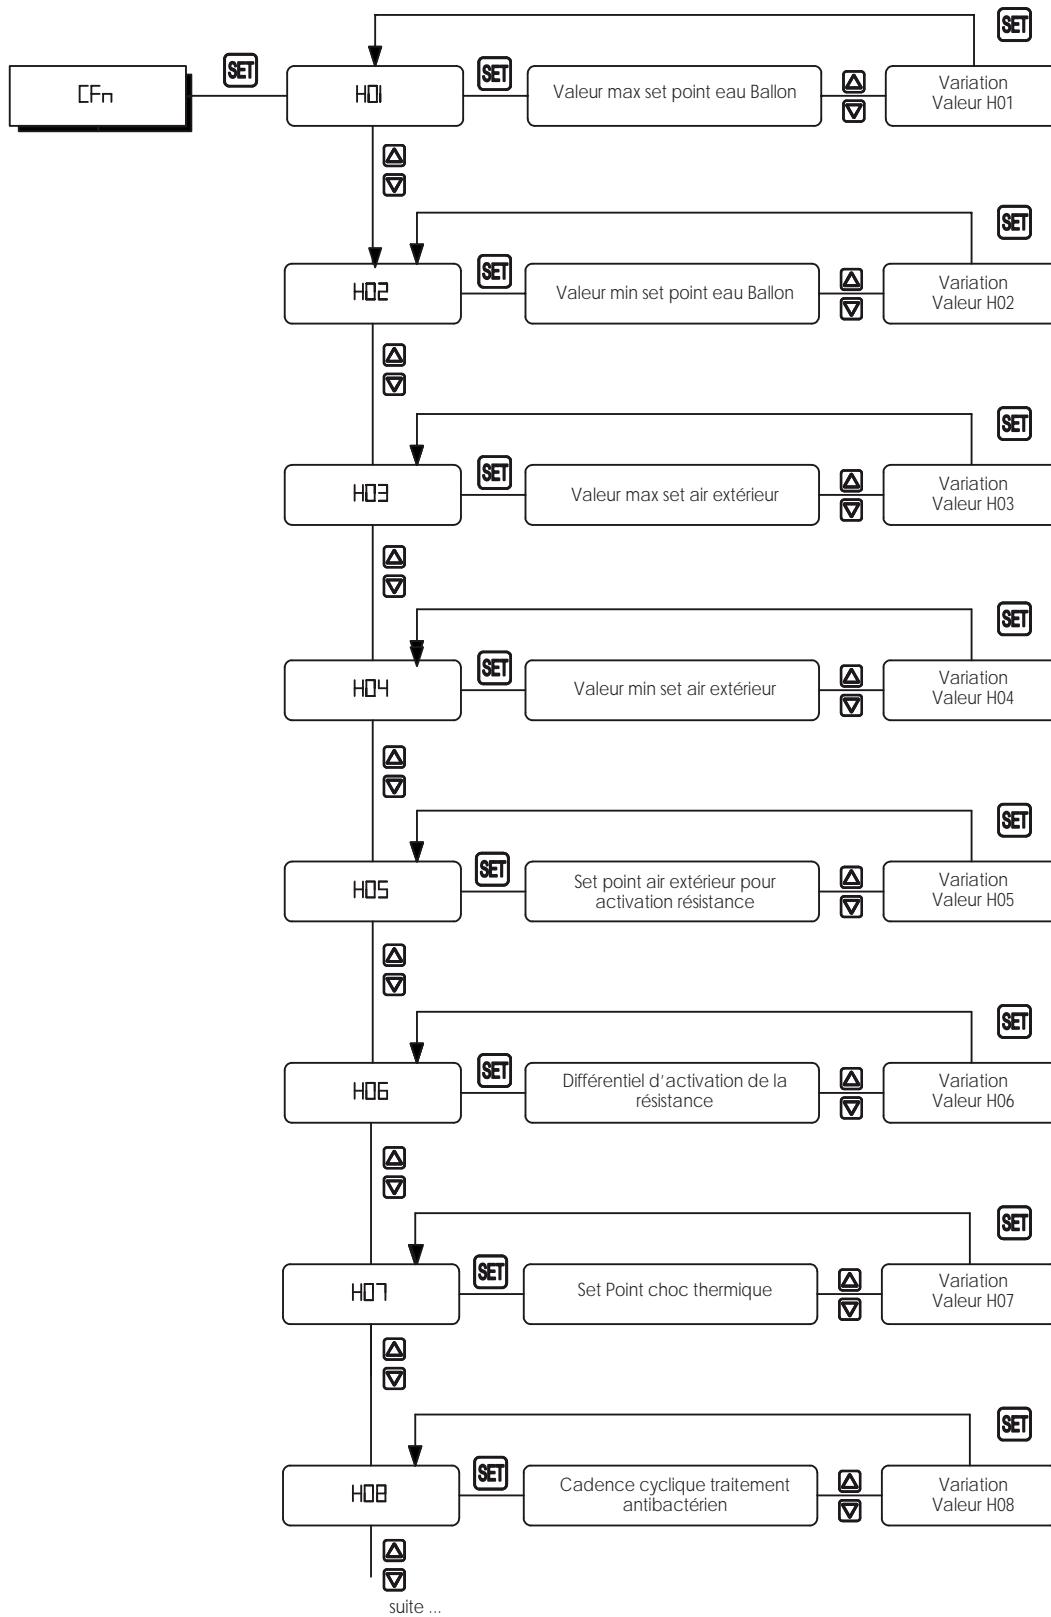 SET
CFn
SET
H01
SET
Valeur max set point eau Ballon
Variation
Valeur H01
SET
H02
SET
Valeur min set point eau Ballon
Variation
Valeur H02
SET
H03
SET
Valeur max set air extérieur
Variation
Valeur H03
SET
H04
SET
Valeur min set air extérieur
Variation
Valeur H04
SET
H05
SET
Set point air extérieur pour
activation résistance
Variation
Valeur H05
SET
H06
SET
Différentiel d'activation de la
résistance
Variation
Valeur H06
SET
H07
SET
Set Point choc thermique
Variation
Valeur H07
SET
H08
SET
Cadence cyclique traitement
antibactérien
Variation
Valeur H08
suite ...